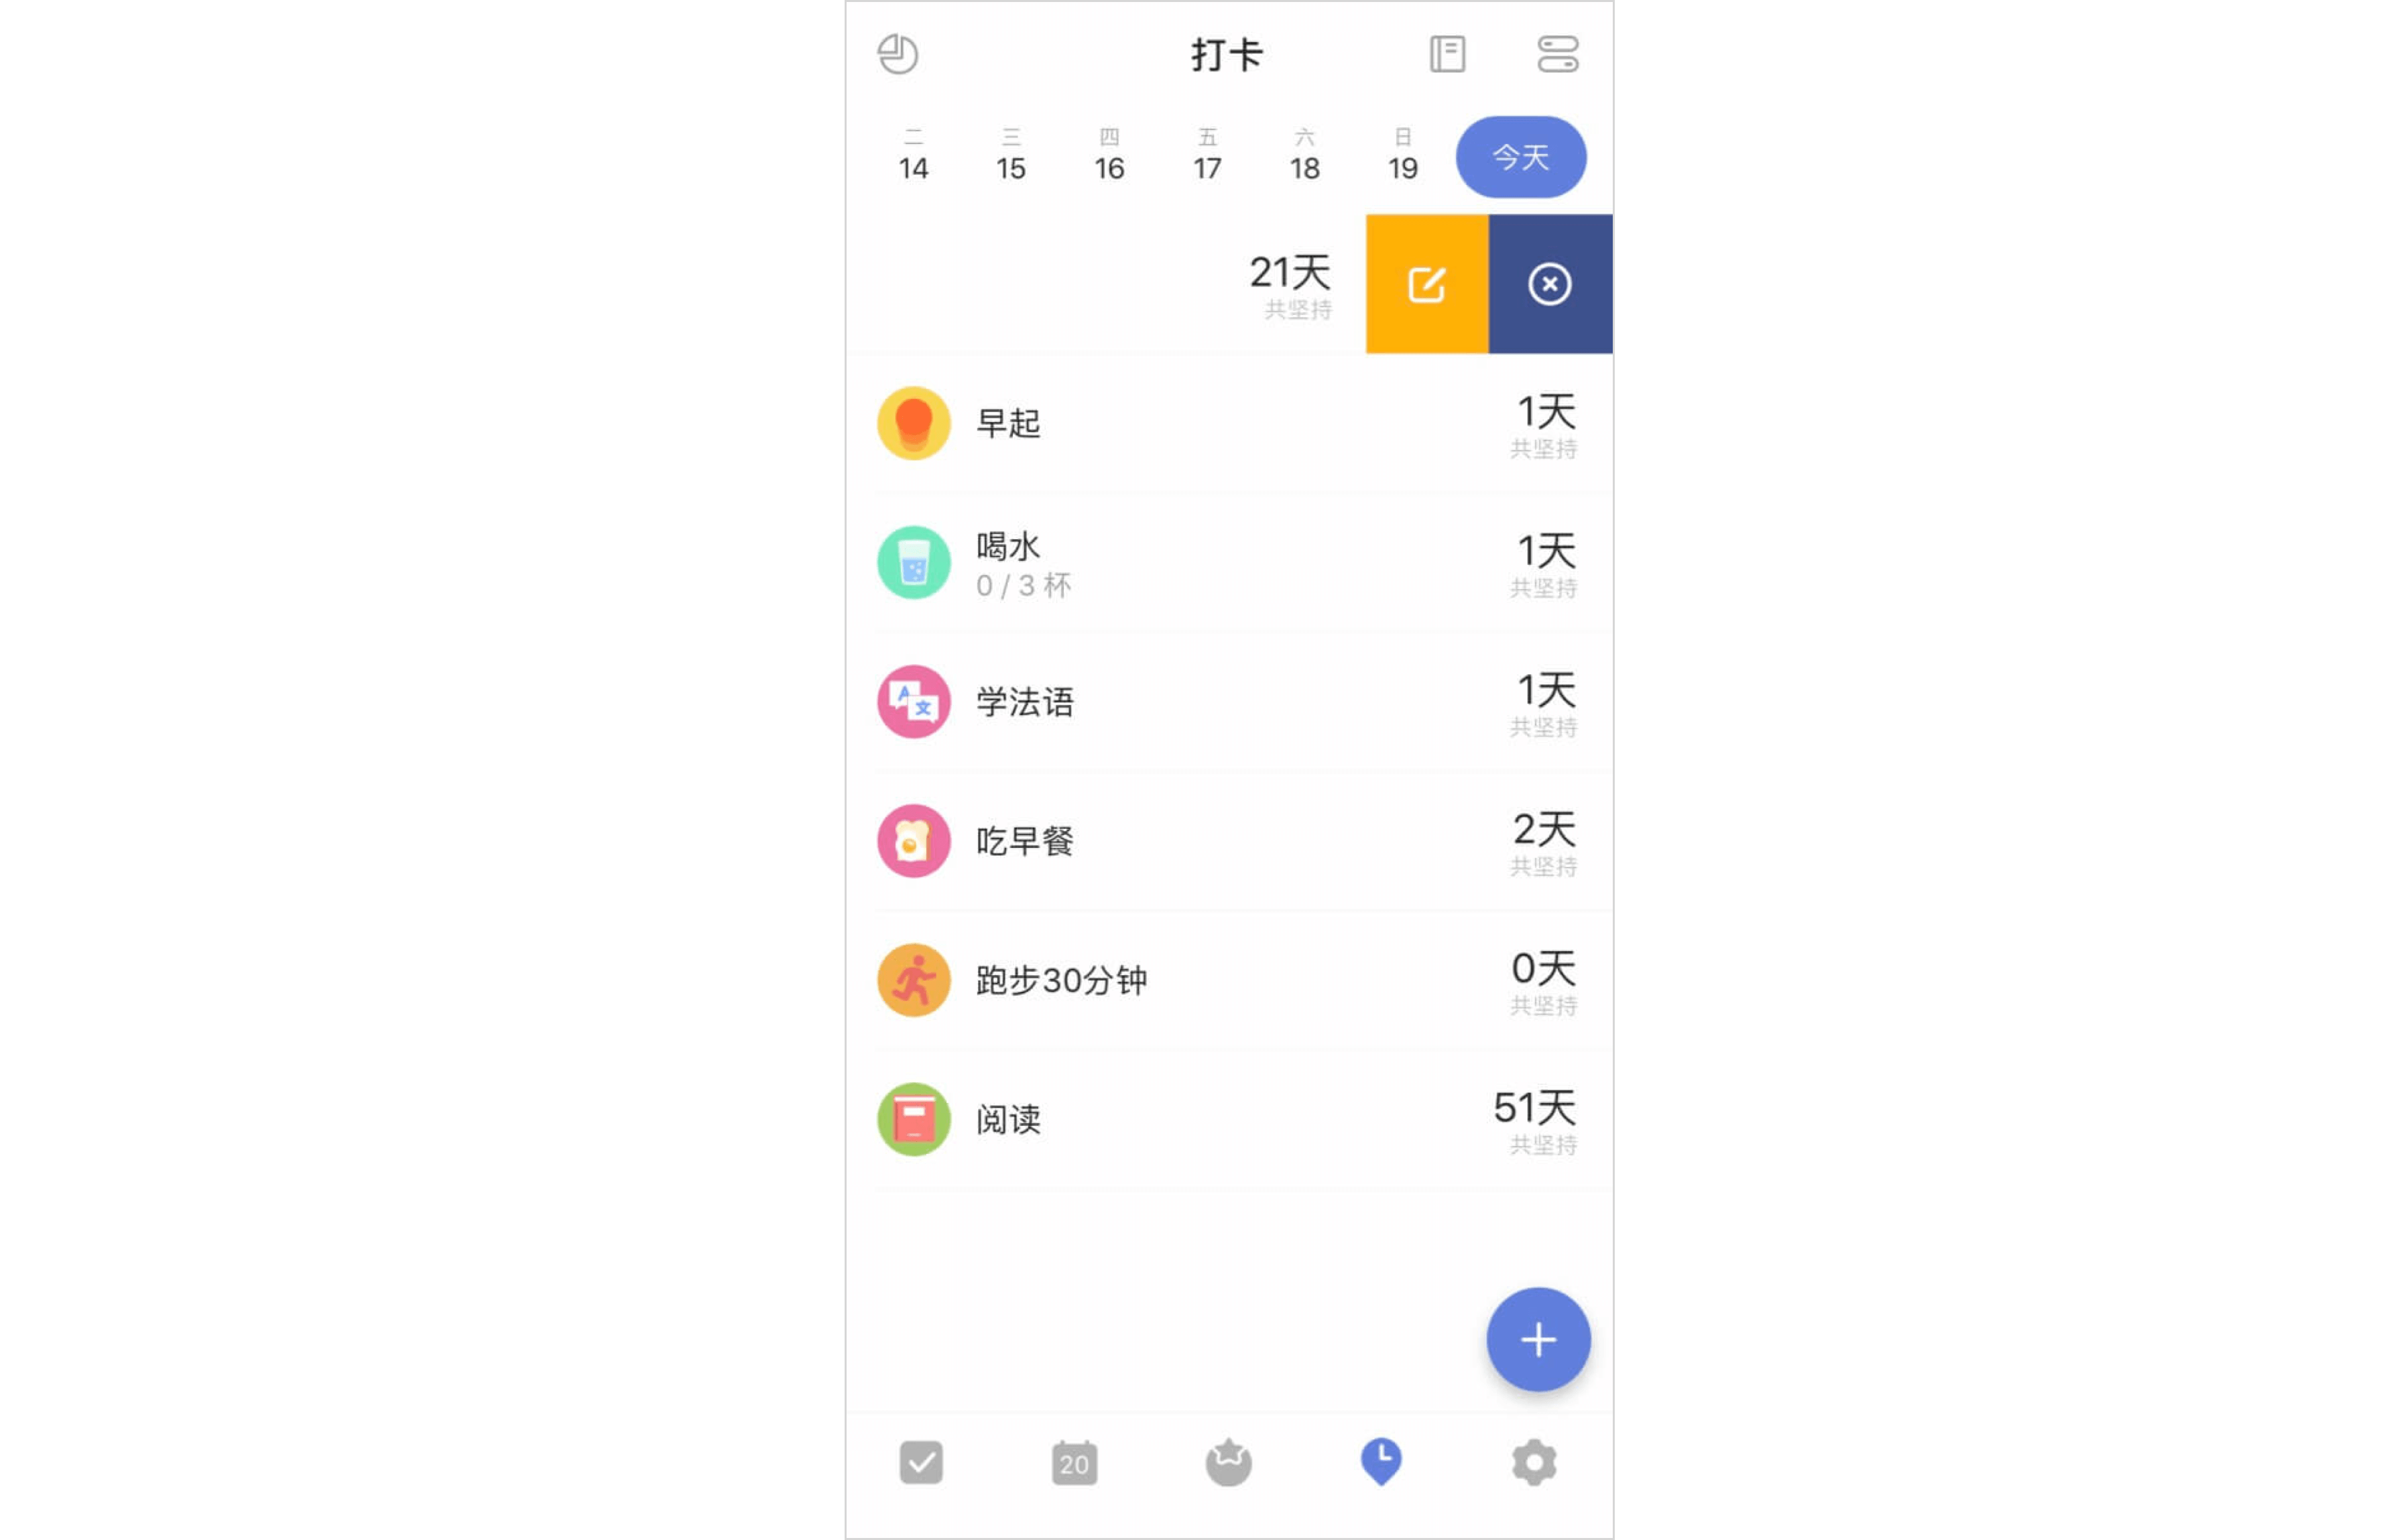 打卡
二 三 四 五 六 日
14 15 16 17 18 19 今天
21天
共坚持
早起
1天
共坚持
喝水
0 / 3 杯
1天
共坚持
A
文
学法语
1天
共坚持
吃早餐
2天
共坚持
跑步30分钟
0天
共坚持
阅读
51天
共坚持
20